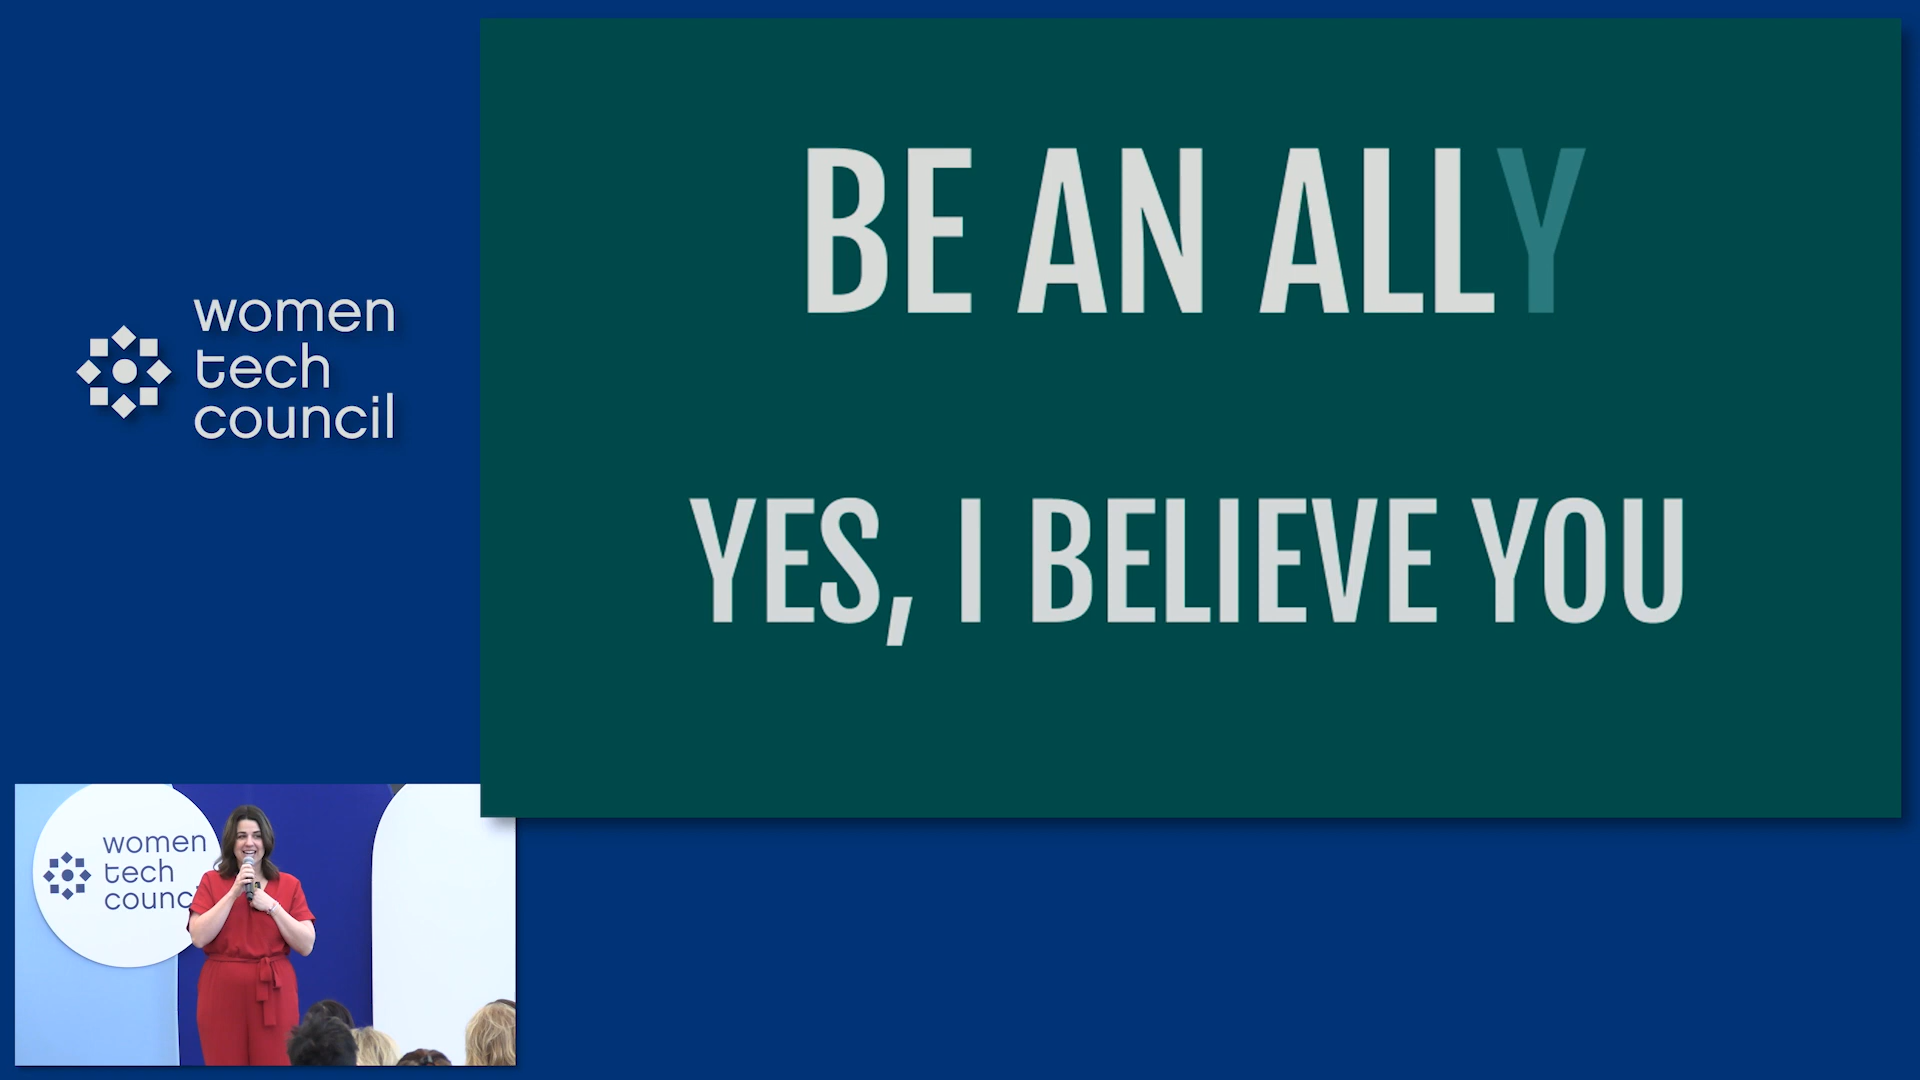 BE AN ALLY
YES, I BELIEVE YOU
women
tech
council
women
tech
counc